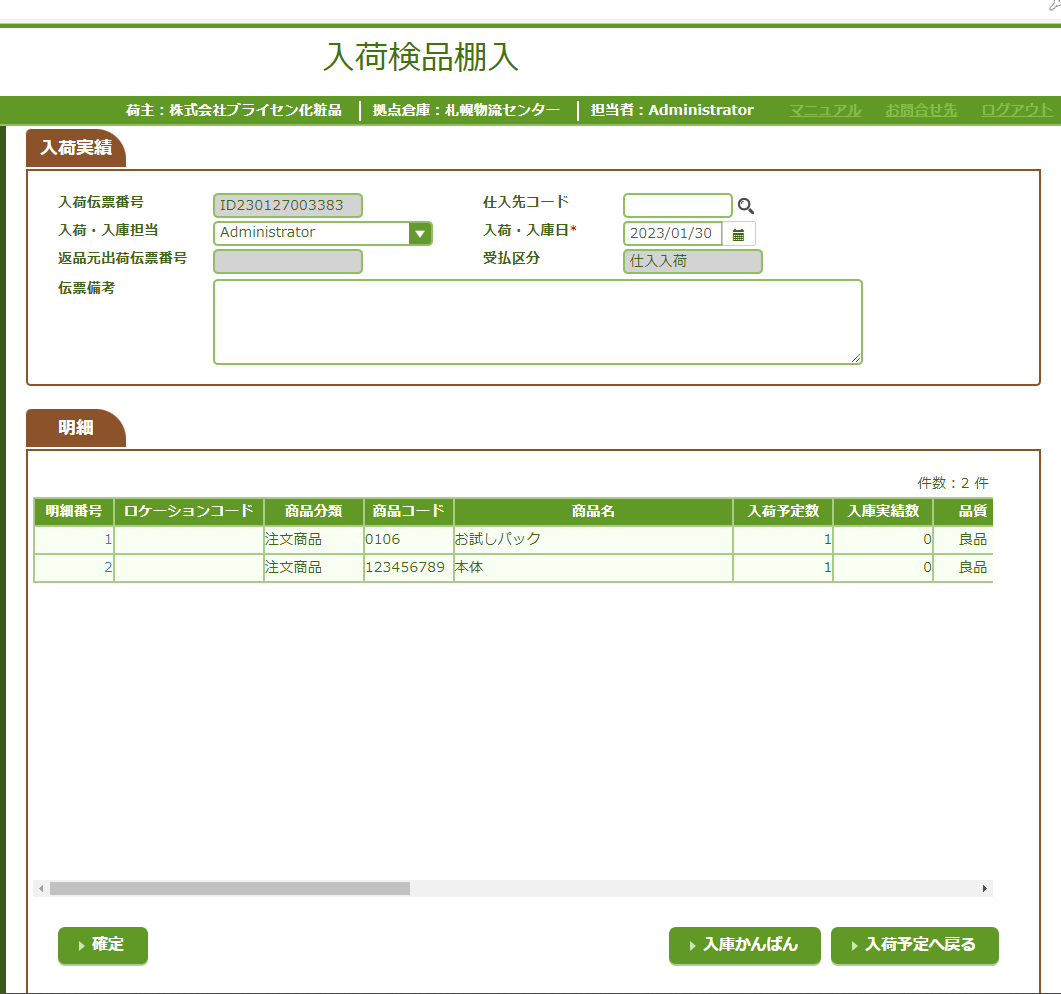 入荷検品棚入
荷主：株式会社プライセン化粧品 拠点倉庫：札幌物流センター 担当者：Administrator マニュアル お問合せ先 ログアウト
入荷実績
入荷伝票番号 ID230127003383 仕入先コード
入荷・入庫担当 Administrator 入荷・入庫日* 2023/01/30
返品元出荷伝票番号 受払区分 仕入入荷
伝票備考
明細
件数：2 件
明細番号 ロケーションコード 商品分類 商品コード 商品名 入荷予定数 入庫実績数 品質
1 注文商品 0106 お試しパック 1 0 良品
2 注文商品 123456789 本体 1 0 良品
確定 入庫かんばん 入荷予定へ戻る